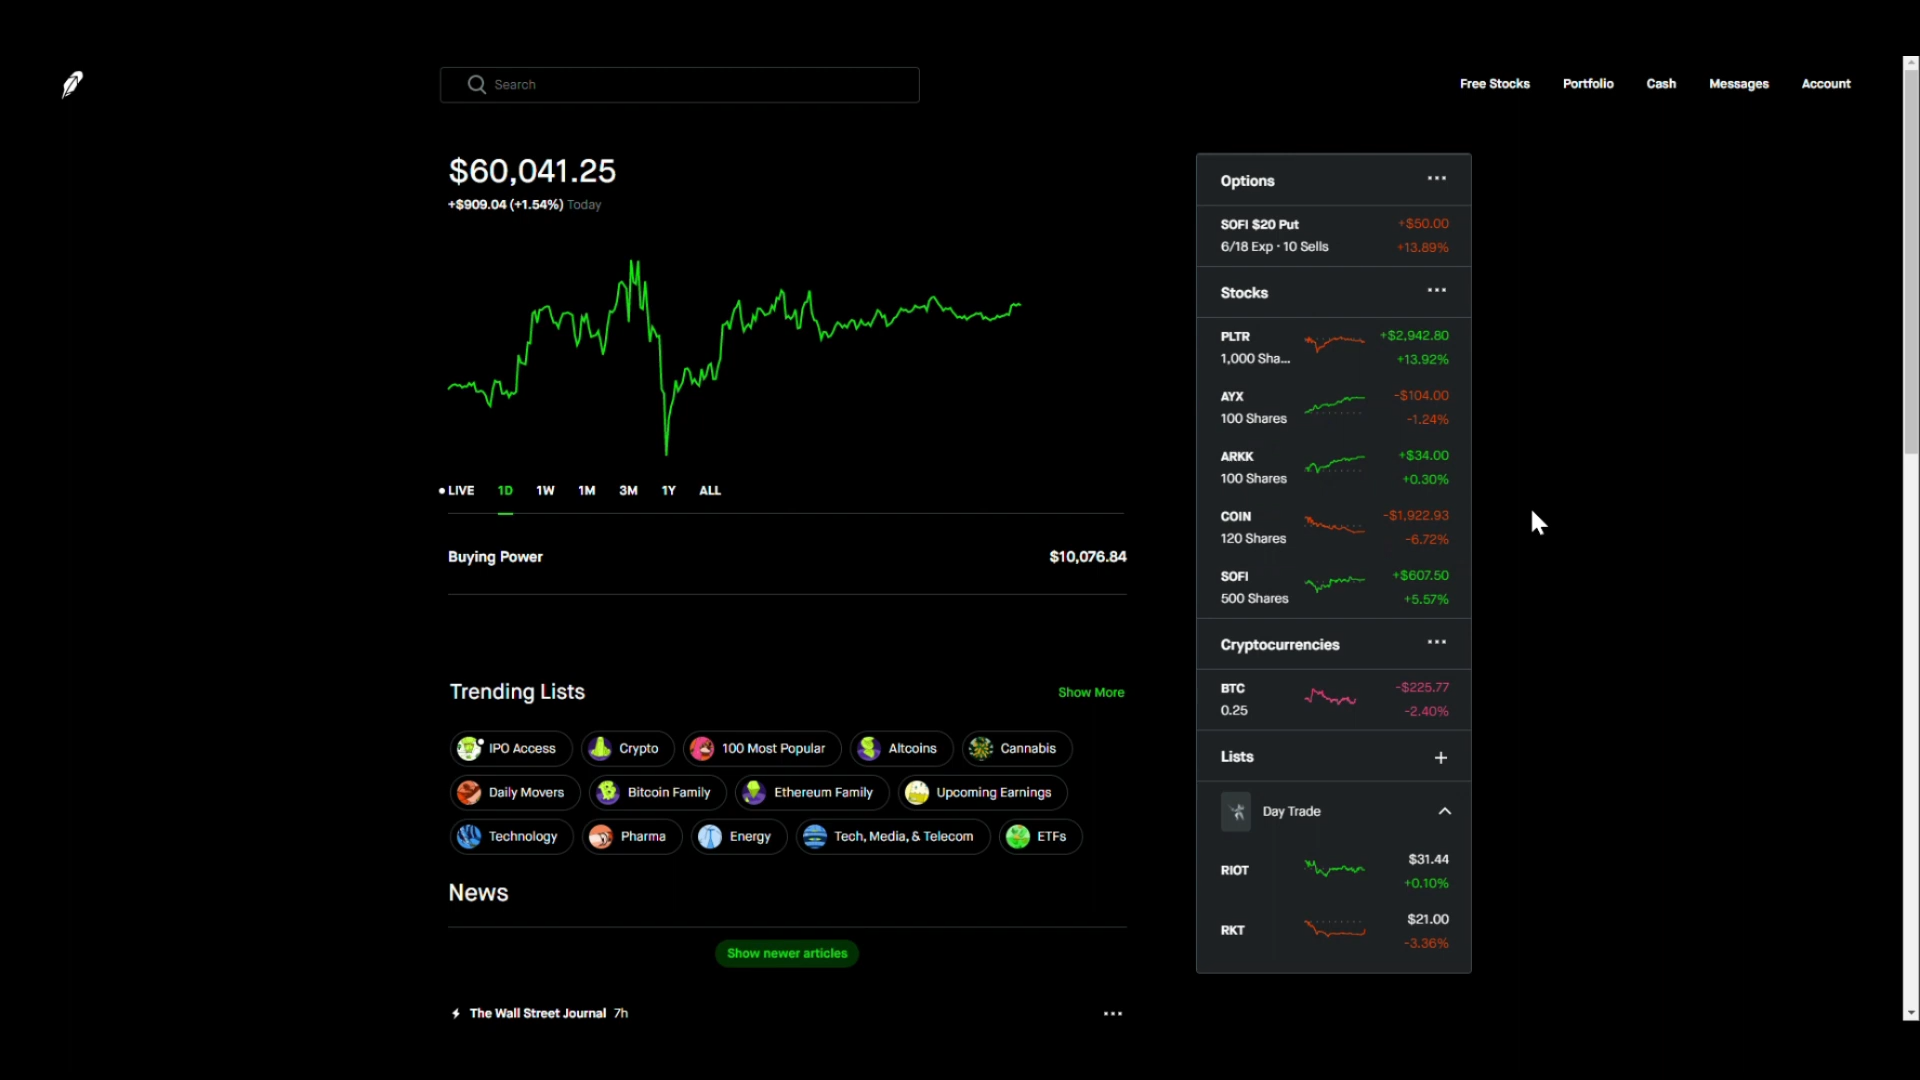 Search
Free Stocks
Portfolio
Cash
Messages
Account
$60,041.25
+$909.04 (+1.54%) Today
LIVE 1D 1W 1M 3M 1Y ALL
Buying Power $10,076.84
Trending Lists Show More
IPO Access Crypto 100 Most Popular Altcoins Cannabis
Daily Movers Bitcoin Family Ethereum Family Upcoming Earnings
Technology Pharma Energy Tech, Media, & Telecom ETFs
News
Show newer articles
The Wall Street Journal 7h
Options
SOFI $20 Put +$50.00
6/18 Exp · 10 Sells +13.89%
Stocks
PLTR +$2,942.80
1,000 Sha... +13.92%
AYX -$104.00
100 Shares -1.24%
ARKK +$34.00
100 Shares +0.30%
COIN -$1,922.93
120 Shares -6.72%
SOFI +$607.50
500 Shares +5.57%
Cryptocurrencies
BTC -$225.77
0.25 -2.40%
Lists +
Day Trade
RIOT $31.44
+0.10%
RKT $21.00
-3.36%